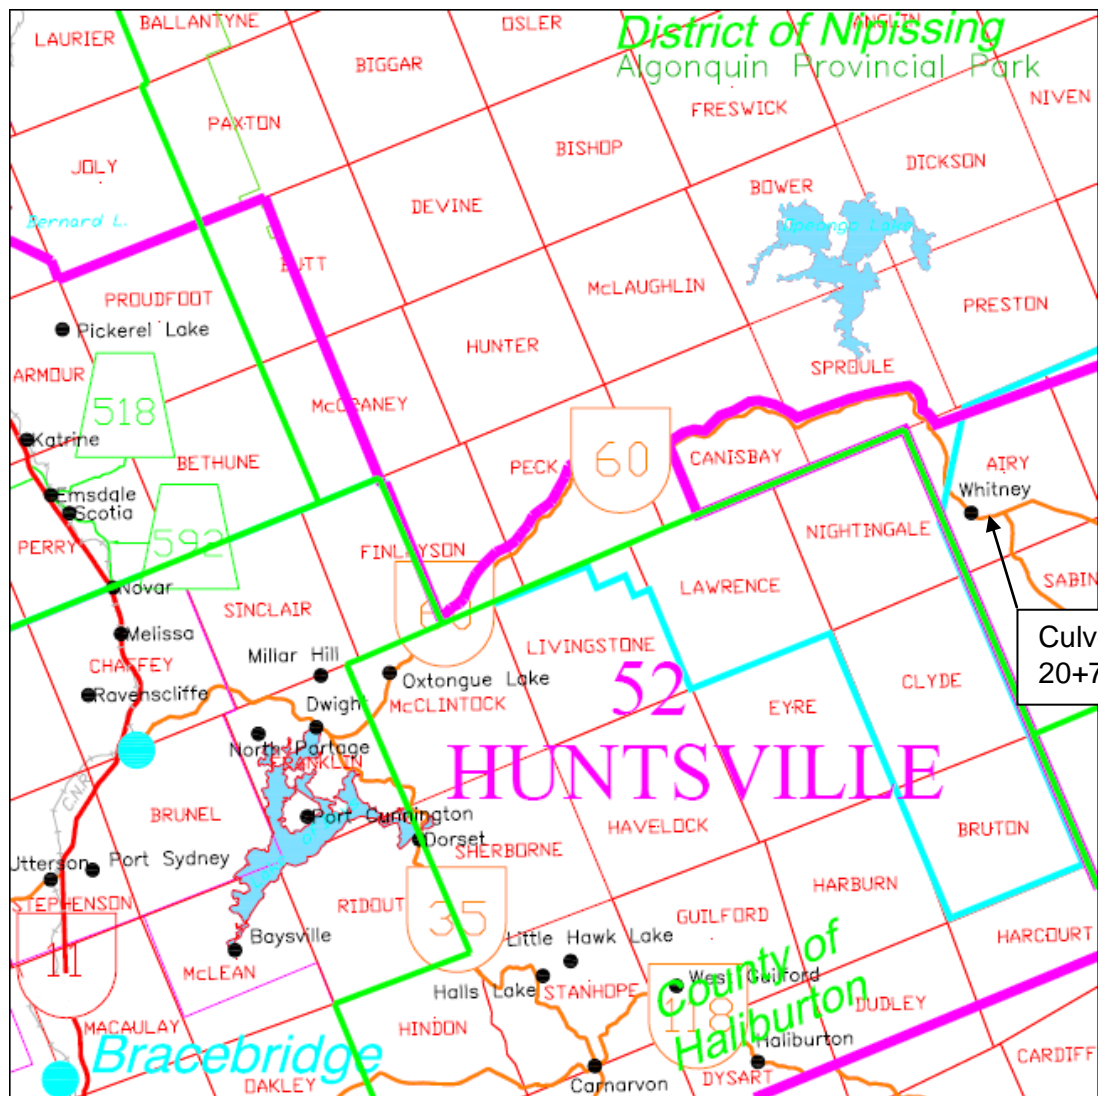 BALLANTYNE
OSLER
District of Nipissing
ANGLIN
LAURIER
BIGGAR
Algonquin Provincial Park
NIVEN
FRESWICK
PAXTON
BISHOP
DICKSON
JOLY
BOWER
DEVINE
Bernard L.
Opeongo Lake
BUTT
McLAUGHLIN
PROUDFOOT
PRESTON
Pickerel Lake
HUNTER
SPROULE
ARMOUR
McCRANEY
518
Katrine
60
CANISBAY
BETHUNE
PECK
AIRY
Emsdale
Whitney
Scotia
NIGHTINGALE
PERRY
592
FINLAYSON
Novar
LAWRENCE
SABIN
SINCLAIR
60
Melissa
Culv
20+7
LIVINGSTONE
Millar Hill
CHAFFEY
Oxtongue Lake
52
CLYDE
Ravenscliffe
McCLINTOCK
EYRE
Dwight
North Portage
FRANKLIN
HUNTSVILLE
C.N.R.
BRUNEL
Port Cunnington
HAVELOCK
BRUTON
Dorset
SHERBORNE
Utterson
Port Sydney
HARBURN
STEPHENSON
RIDOUT
35
GUILFORD
Baysville
Little Hawk Lake
HARCOURT
11
McLEAN
West Guilford
Halls Lake
STANHOPE
County of
Haliburton
DUDLEY
118
MACAULAY
HINDON
Bracebridge
Haliburton
CARDIFF
OAKLEY
Carnarvon
DYSART